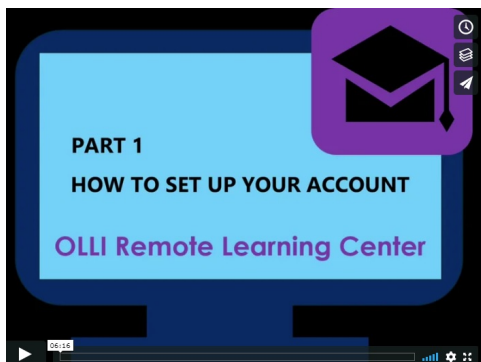 PART 1
HOW TO SET UP YOUR ACCOUNT
OLLI Remote Learning Center
06:16